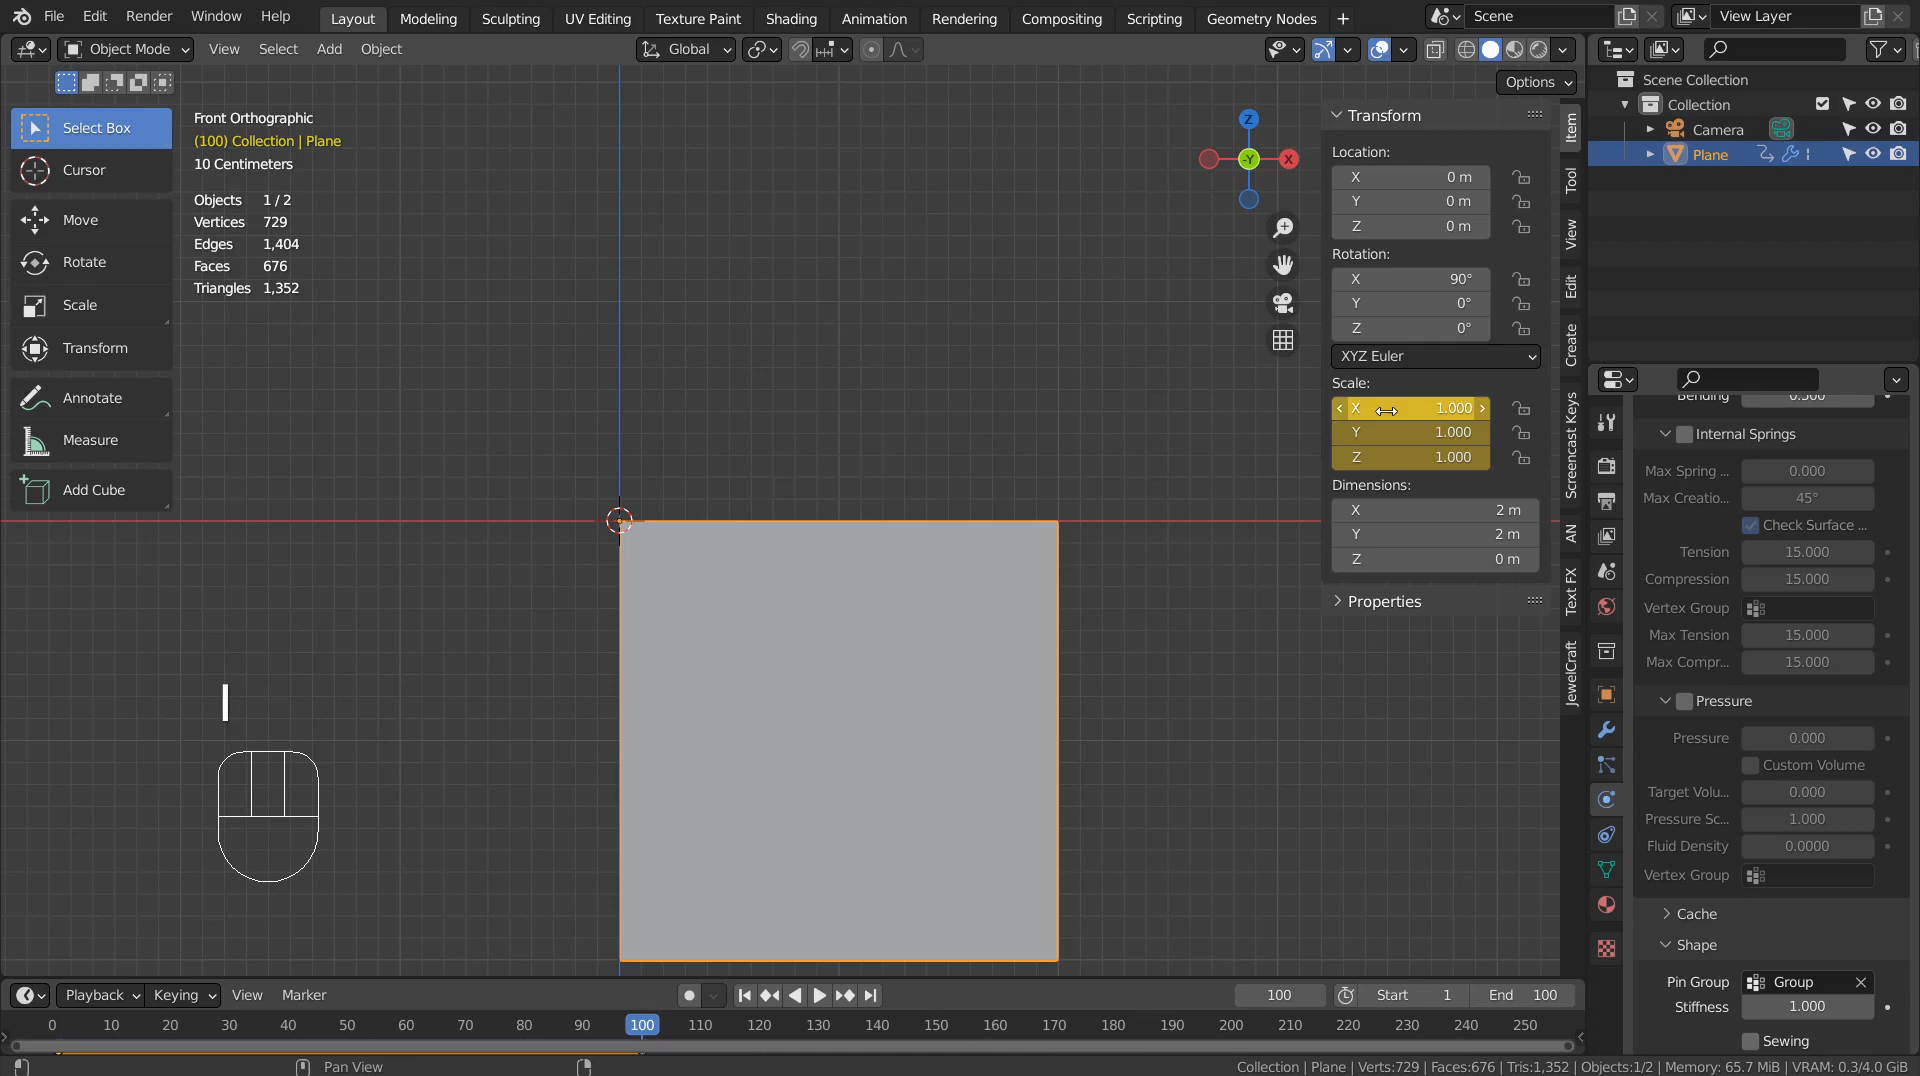 File Edit Render Window Help Layout Modeling Sculpting UV Editing Texture Paint Shading Animation Rendering Compositing Scripting Geometry Nodes + Scene View Layer
Object Mode View Select Add Object Global
Options
Select Box
Cursor
Move
Rotate
Scale
Transform
Annotate
Measure
Add Cube
Front Orthographic
(100) Collection | Plane
10 Centimeters
Objects 1 / 2
Vertices 729
Edges 1,404
Faces 676
Triangles 1,352
I
Z
-Y
X
Transform
Location:
X 0 m
Y 0 m
Z 0 m
Rotation:
X 90°
Y 0°
Z 0°
XYZ Euler
Scale:
X 1.000
Y 1.000
Z 1.000
Dimensions:
X 2 m
Y 2 m
Z 0 m
Properties
Item
Tool
View
Edit
Create
Screencast Keys
AN
Text FX
JewelCraft
Scene Collection
Collection
Camera
Plane
Bending 0.500
Internal Springs
Max Spring ... 0.000
Max Creatio... 45°
Check Surface ...
Tension 15.000
Compression 15.000
Vertex Group
Max Tension 15.000
Max Compr... 15.000
Pressure
Pressure 0.000
Custom Volume
Target Volu... 0.000
Pressure Sc... 1.000
Fluid Density 0.0000
Vertex Group
Cache
Shape
Pin Group Group
Stiffness 1.000
Sewing
Playback Keying View Marker 100 Start 1 End 100
0 10 20 30 40 50 60 70 80 90 100 110 120 130 140 150 160 170 180 190 200 210 220 230 240 250
Pan View
Collection | Plane | Verts:729 | Faces:676 | Tris:1,352 | Objects:1/2 | Memory: 65.7 MiB | VRAM: 0.3/4.0 GiB